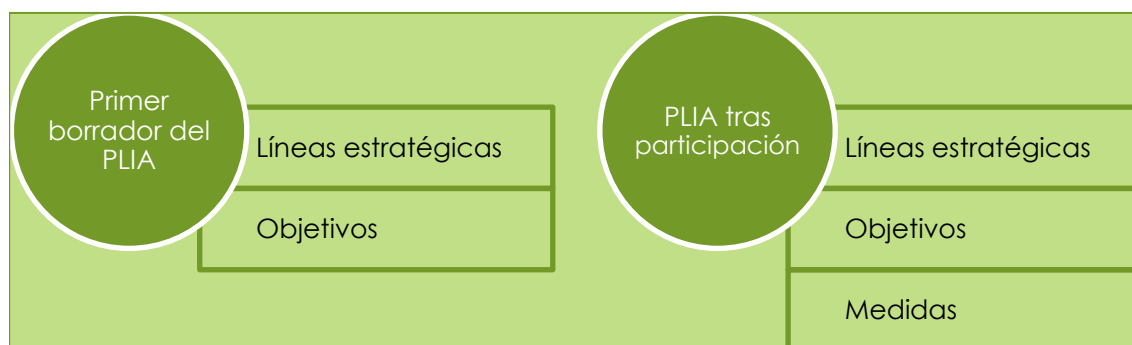 Primer
borrador del
PLIA
Líneas estratégicas
Objetivos
PLIA tras
participación
Líneas estratégicas
Objetivos
Medidas